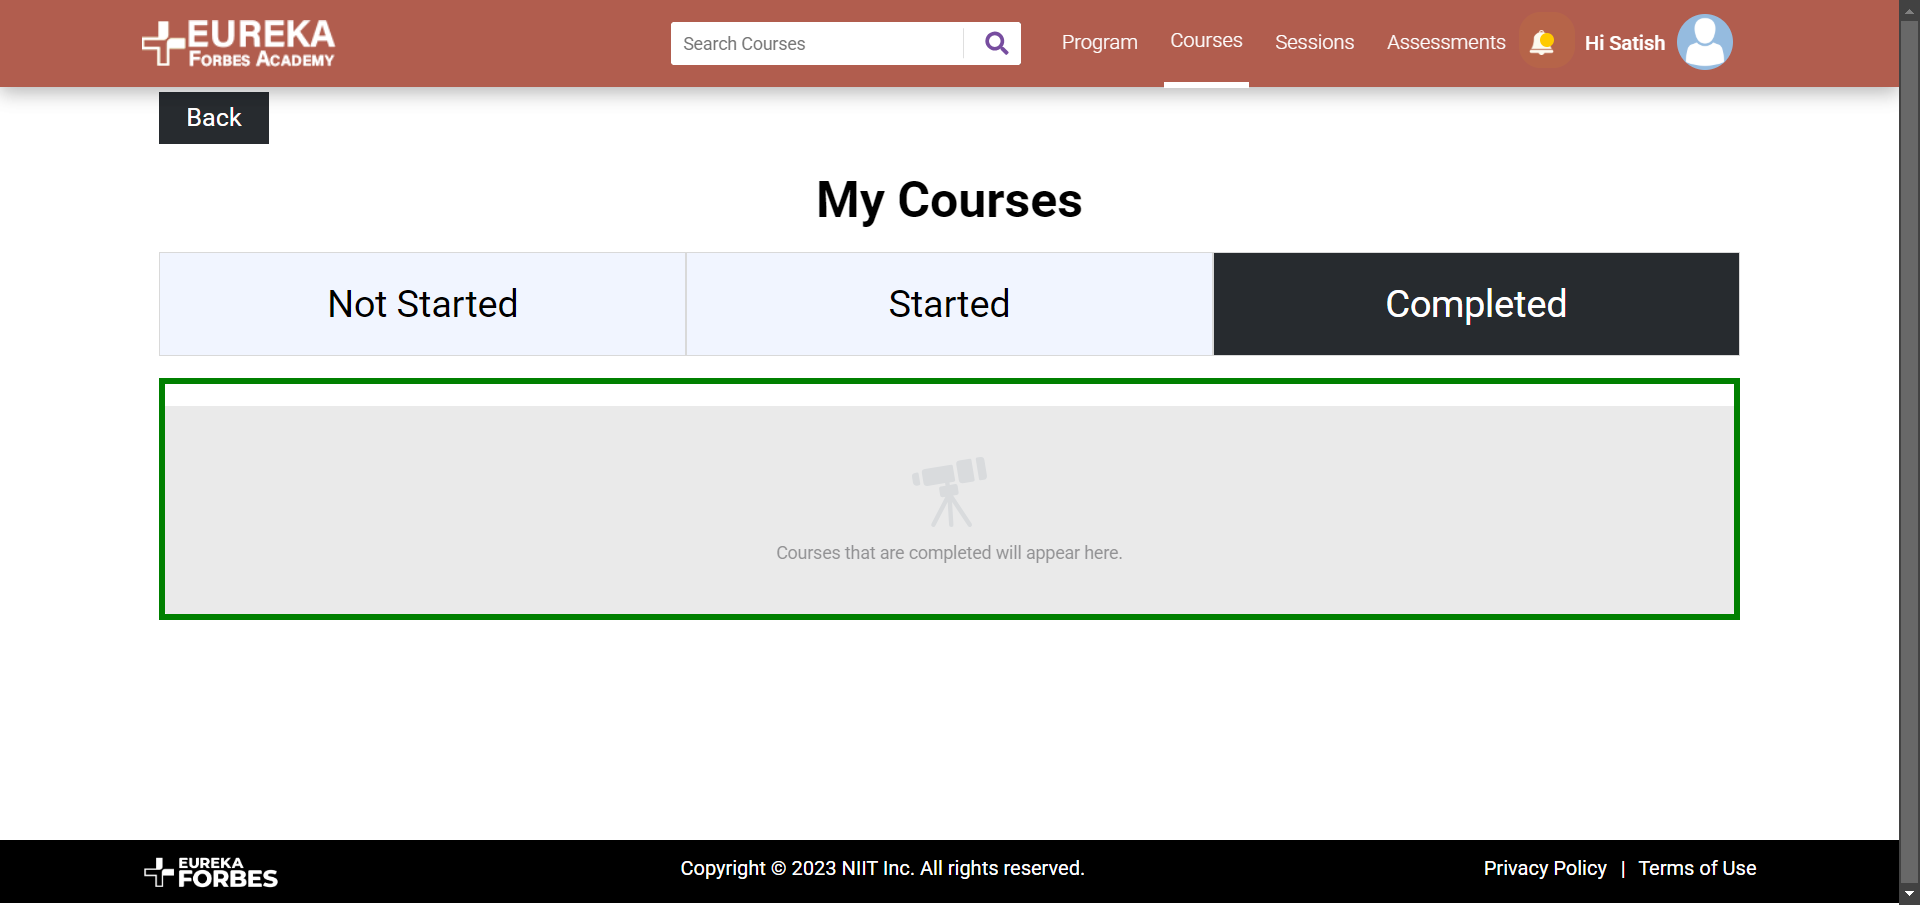 EUREKA
FORBES ACADEMY
Search Courses
Program
Courses
Sessions
Assessments
Hi Satish
Back
My Courses
Not Started
Started
Completed
Courses that are completed will appear here.
EUREKA
FORBES
Copyright © 2023 NIIT Inc. All rights reserved.
Privacy Policy | Terms of Use